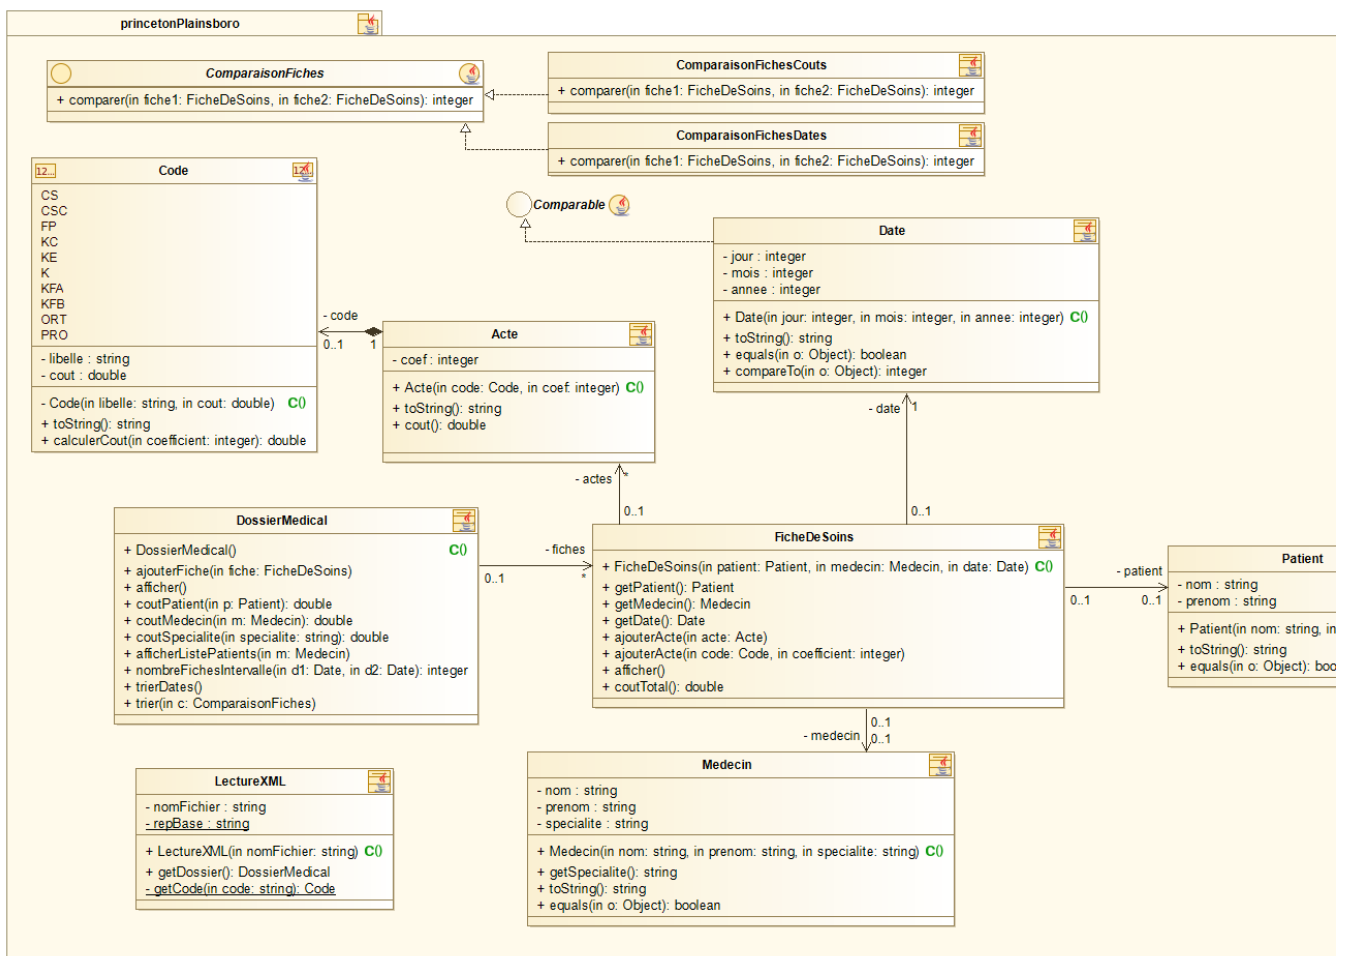 princetonPlainsboro
ComparaisonFiches
+ comparer(in fiche1: FicheDeSoins, in fiche2: FicheDeSoins): integer
ComparaisonFichesCouts
+ comparer(in fiche1: FicheDeSoins, in fiche2: FicheDeSoins): integer
ComparaisonFichesDates
+ comparer(in fiche1: FicheDeSoins, in fiche2: FicheDeSoins): integer
12...
Code
CS
CSC
FP
KC
KE
K
KFA
KFB
ORT
PRO
- libelle : string
- cout : double
- Code(in libelle: string, in cout: double) C()
+ toString(): string
+ calculerCout(in coefficient: integer): double
Comparable
Date
- jour : integer
- mois : integer
- annee : integer
+ Date(in jour: integer, in mois: integer, in annee: integer) C()
+ toString(): string
+ equals(in o: Object): boolean
+ compareTo(in o: Object): integer
- code
0..1
1
Acte
- coef : integer
+ Acte(in code: Code, in coef: integer) C()
+ toString(): string
+ cout(): double
- date
1
- actes
*
0..1
0..1
DossierMedical
+ DossierMedical() C()
+ ajouterFiche(in fiche: FicheDeSoins)
+ afficher()
+ coutPatient(in p: Patient): double
+ coutMedecin(in m: Medecin): double
+ coutSpecialite(in specialite: string): double
+ afficherListePatients(in m: Medecin)
+ nombreFichesIntervalle(in d1: Date, in d2: Date): integer
+ trierDates()
+ trier(in c: ComparaisonFiches)
- fiches
0..1
*
FicheDeSoins
+ FicheDeSoins(in patient: Patient, in medecin: Medecin, in date: Date) C()
+ getPatient(): Patient
+ getMedecin(): Medecin
+ getDate(): Date
+ ajouterActe(in acte: Acte)
+ ajouterActe(in code: Code, in coefficient: integer)
+ afficher()
+ coutTotal(): double
- patient
0..1
0..1
Patient
- nom : string
- prenom : string
+ Patient(in nom: string, in
+ toString(): string
+ equals(in o: Object): boo
0..1
- medecin
0..1
LectureXML
- nomFichier : string
- repBase : string
+ LectureXML(in nomFichier: string) C()
+ getDossier(): DossierMedical
- getCode(in code: string): Code
Medecin
- nom : string
- prenom : string
- specialite : string
+ Medecin(in nom: string, in prenom: string, in specialite: string) C()
+ getSpecialite(): string
+ toString(): string
+ equals(in o: Object): boolean